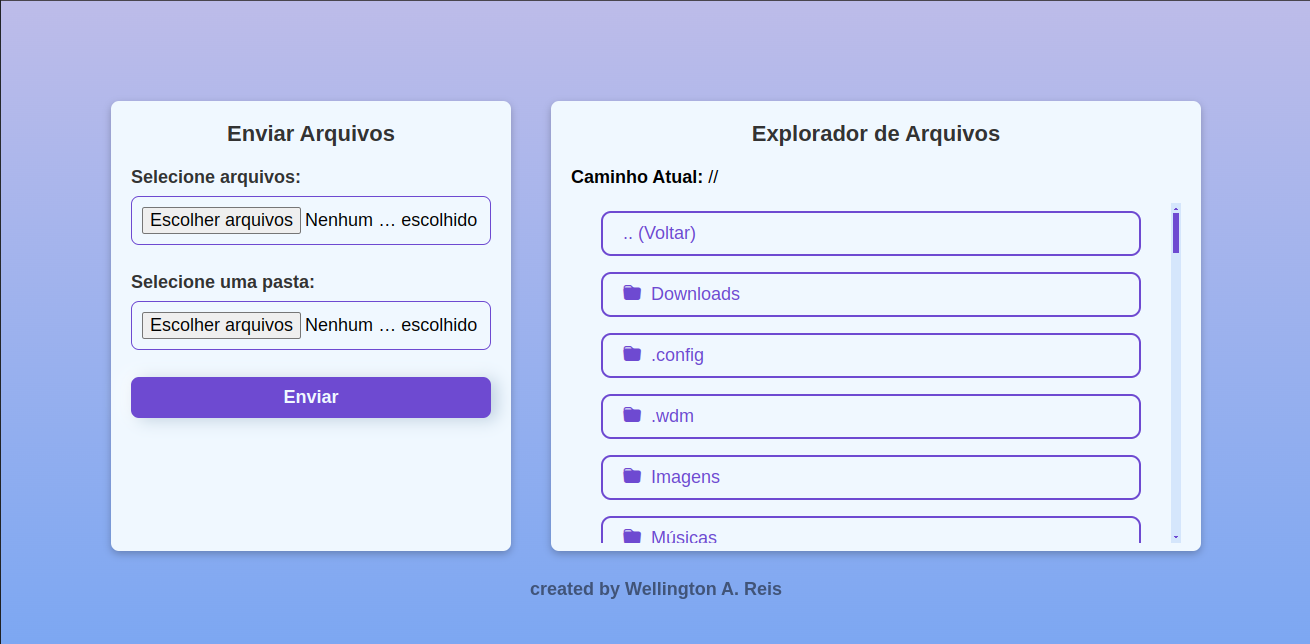 Enviar Arquivos
Selecione arquivos:
Escolher arquivos Nenhum … escolhido
Selecione uma pasta:
Escolher arquivos Nenhum … escolhido
Enviar
Explorador de Arquivos
Caminho Atual: //
.. (Voltar)
Downloads
.config
.wdm
Imagens
Músicas
created by Wellington A. Reis